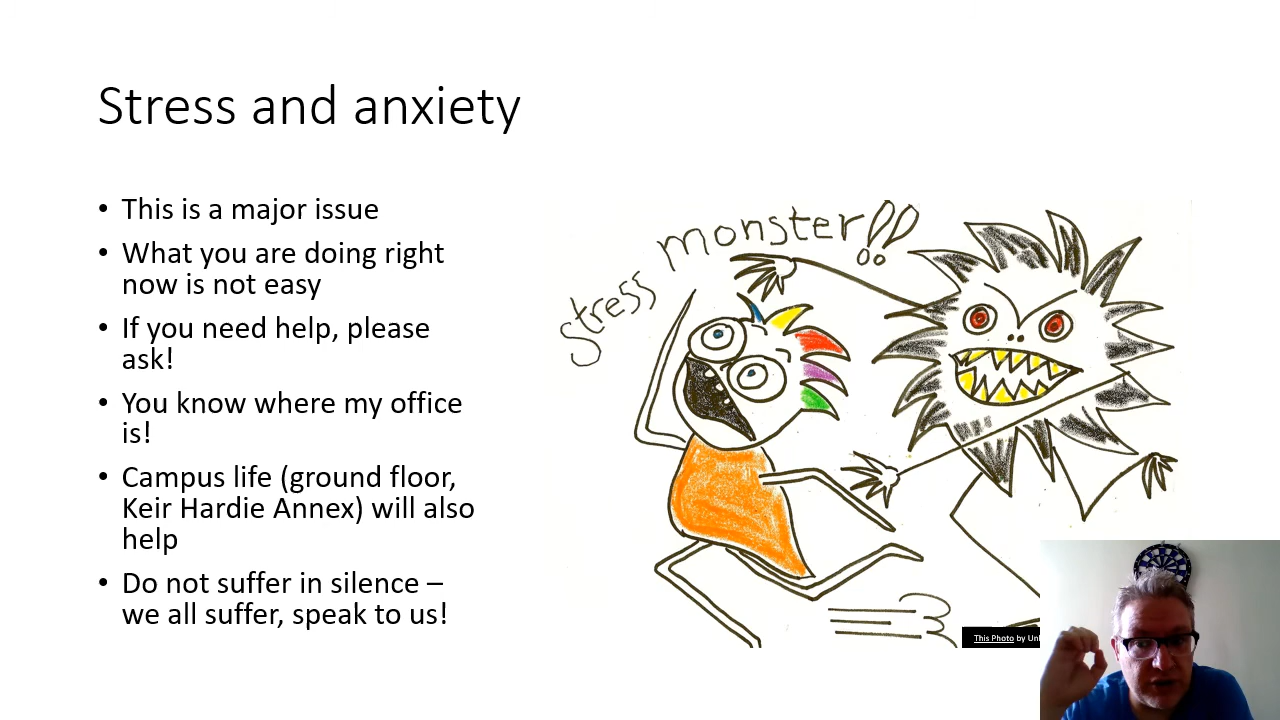 Stress and anxiety
• This is a major issue
• What you are doing right
now is not easy
• If you need help, please
ask!
• You know where my office
is!
• Campus life (ground floor,
Keir Hardie Annex) will also
help
• Do not suffer in silence –
we all suffer, speak to us!
Stress monster!!
This Photo by